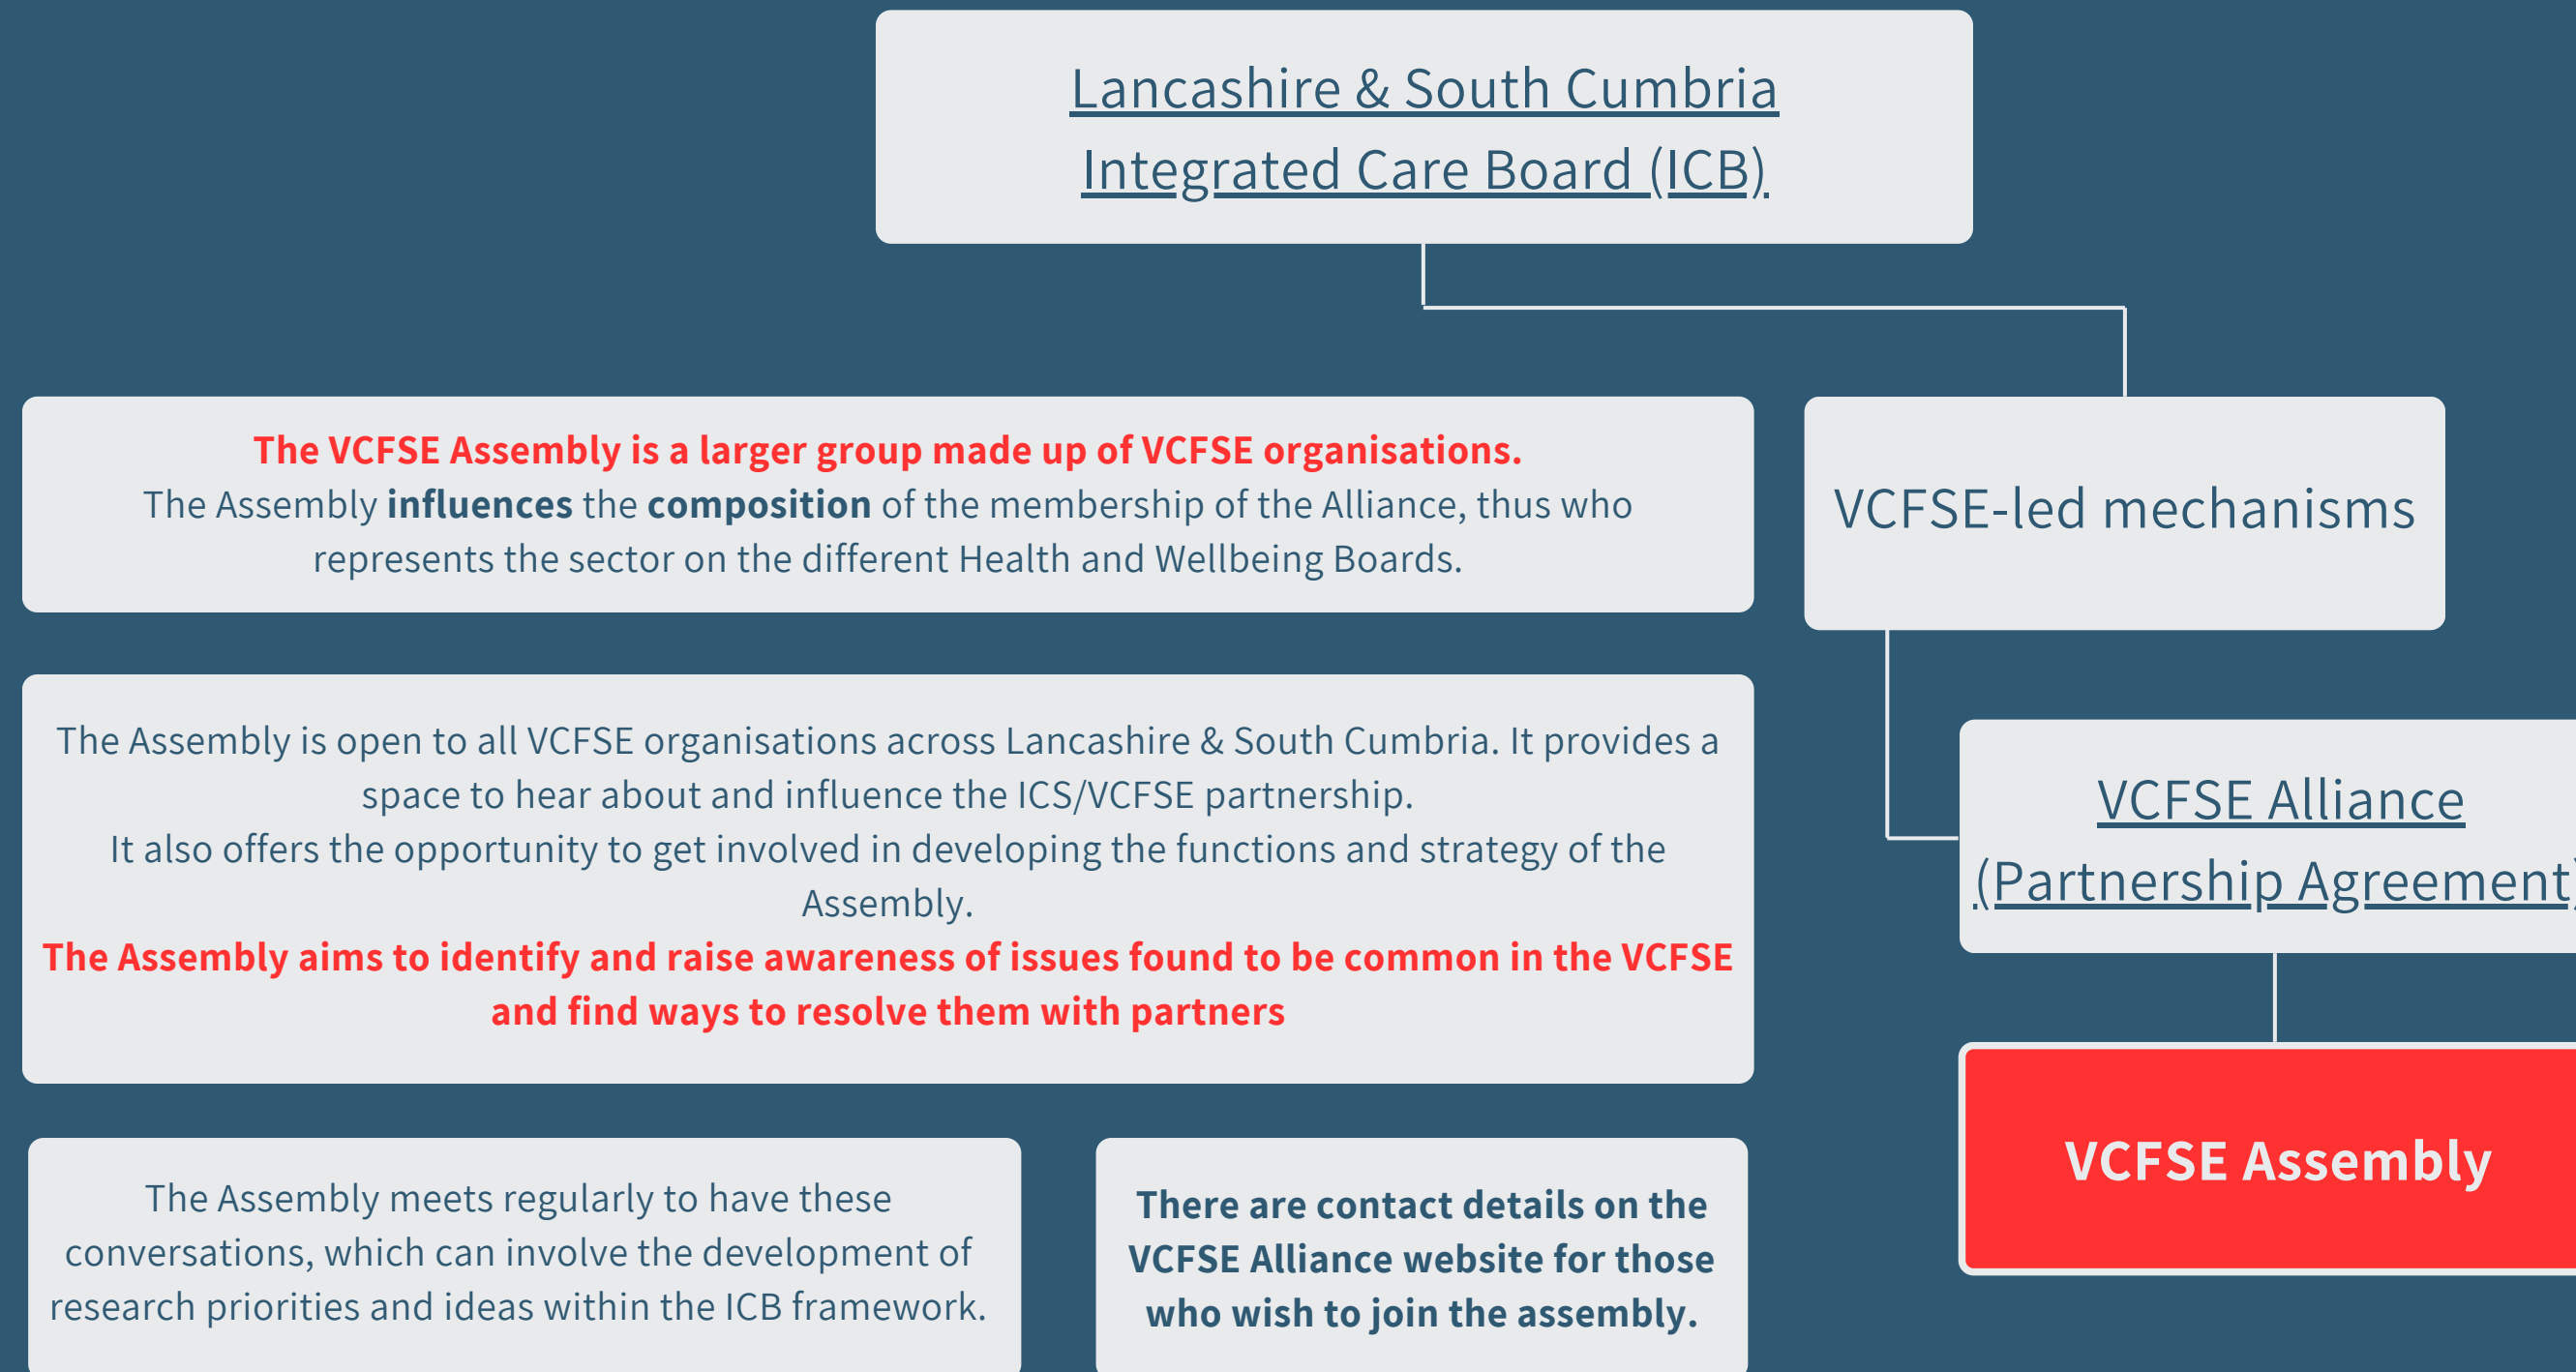 Lancashire & South Cumbria
Integrated Care Board (ICB)
The VCFSE Assembly is a larger group made up of VCFSE organisations.
The Assembly influences the composition of the membership of the Alliance, thus who
represents the sector on the different Health and Wellbeing Boards.
VCFSE-led mechanisms
The Assembly is open to all VCFSE organisations across Lancashire & South Cumbria. It provides a
space to hear about and influence the ICS/VCFSE partnership.
It also offers the opportunity to get involved in developing the functions and strategy of the
Assembly.
The Assembly aims to identify and raise awareness of issues found to be common in the VCFSE
and find ways to resolve them with partners
VCFSE Alliance
(Partnership Agreement)
The Assembly meets regularly to have these
conversations, which can involve the development of
research priorities and ideas within the ICB framework.
There are contact details on the
VCFSE Alliance website for those
who wish to join the assembly.
VCFSE Assembly